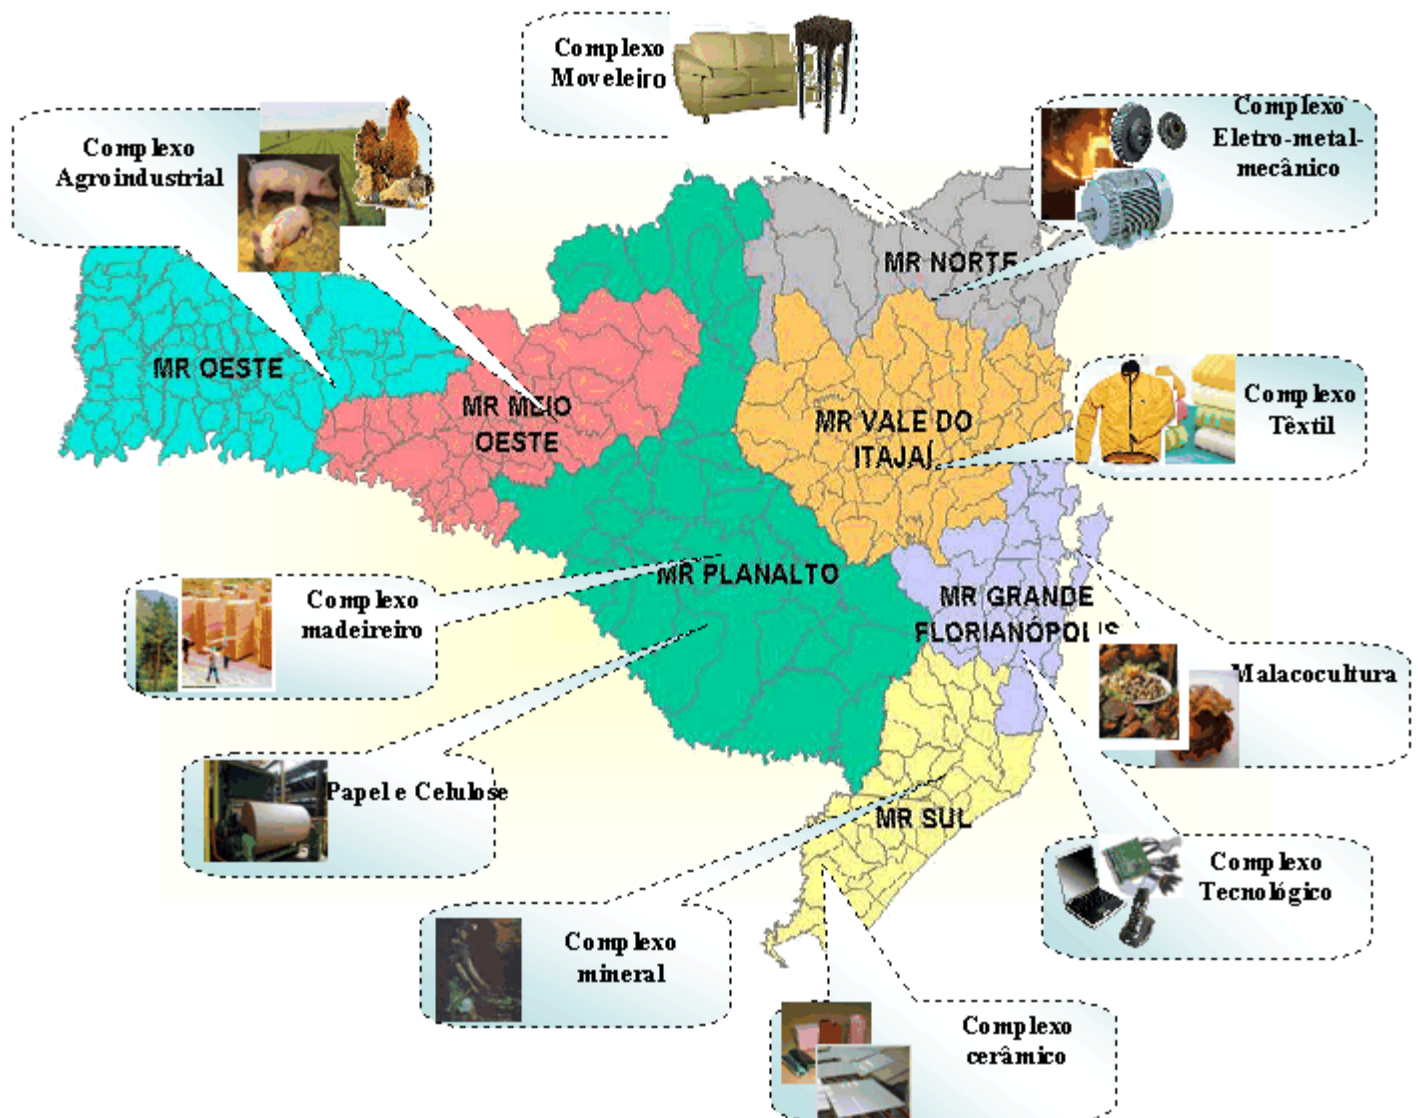 Complexo
Moveleiro
Complexo
Eletro-metal-
mecânico
Complexo
Agroindustrial
MR NORTE
MR OESTE
MR MEIO
OESTE
MR VALE DO
ITAJAÍ
Complexo
Têxtil
MR PLANALTO
MR GRANDE
FLORIANÓPOLIS
Complexo
madeireiro
Malacocultura
Papel e Celulose
MR SUL
Complexo
Tecnológico
Complexo
mineral
Complexo
cerâmico